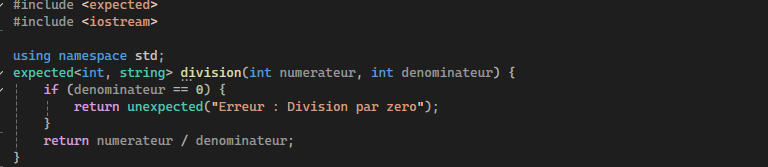 #include <expected>
#include <iostream>
using namespace std;
expected<int, string> division(int numerateur, int denominateur) {
if (denominateur == 0) {
return unexpected("Erreur : Division par zero");
}
return numerateur / denominateur;
}